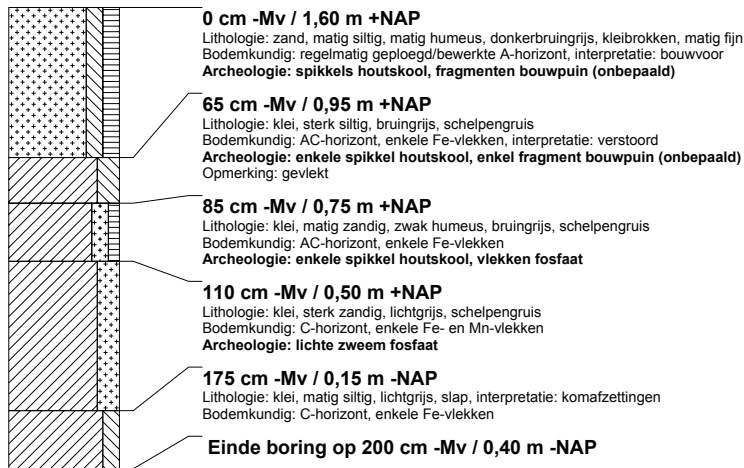 0 cm -Mv / 1,60 m +NAP
Lithologie: zand, matig siltig, matig humeus, donkerbruingrijs, kleibrokken, matig fijn
Bodemkundig: regelmatig geploegd/bewerkte A-horizont, interpretatie: bouwvoor
Archeologie: spikkels houtskool, fragmenten bouwpuin (onbepaald)
65 cm -Mv / 0,95 m +NAP
Lithologie: klei, sterk siltig, bruingrijs, schelpengruis
Bodemkundig: AC-horizont, enkele Fe-vlekken, interpretatie: verstoord
Archeologie: enkele spikkel houtskool, enkel fragment bouwpuin (onbepaald)
Opmerking: gevlekt
85 cm -Mv / 0,75 m +NAP
Lithologie: klei, matig zandig, zwak humeus, bruingrijs, schelpengruis
Bodemkundig: AC-horizont, enkele Fe-vlekken
Archeologie: enkele spikkel houtskool, vlekken fosfaat
110 cm -Mv / 0,50 m +NAP
Lithologie: klei, sterk zandig, lichtgrijs, schelpengruis
Bodemkundig: C-horizont, enkele Fe- en Mn-vlekken
Archeologie: lichte zweem fosfaat
175 cm -Mv / 0,15 m -NAP
Lithologie: klei, matig siltig, lichtgrijs, slap, interpretatie: komafzettingen
Bodemkundig: C-horizont, enkele Fe-vlekken
Einde boring op 200 cm -Mv / 0,40 m -NAP